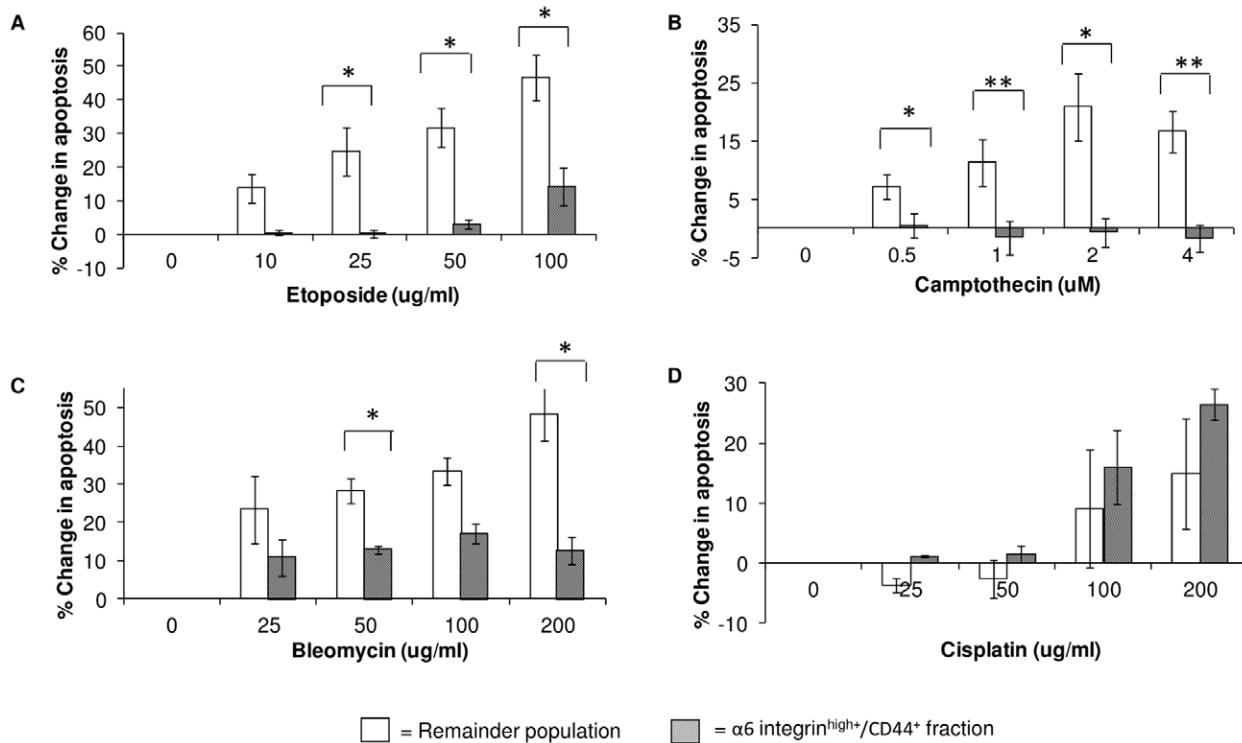 A
% Change in apoptosis
60
50
40
30
20
10
0
-10
*
*
*
0 10 25 50 100
Etoposide (ug/ml)
B
% Change in apoptosis
35
25
15
5
-5
*
**
*
**
0 0.5 1 2 4
Camptothecin (uM)
C
% Change in apoptosis
50
40
30
20
10
0
*
*
0 25 50 100 200
Bleomycin (ug/ml)
D
% Change in apoptosis
30
20
10
0
-10
0 25 50 100 200
Cisplatin (ug/ml)
= Remainder population
= α6 integrinʰⁱᵍʰ⁺/CD44⁺ fraction